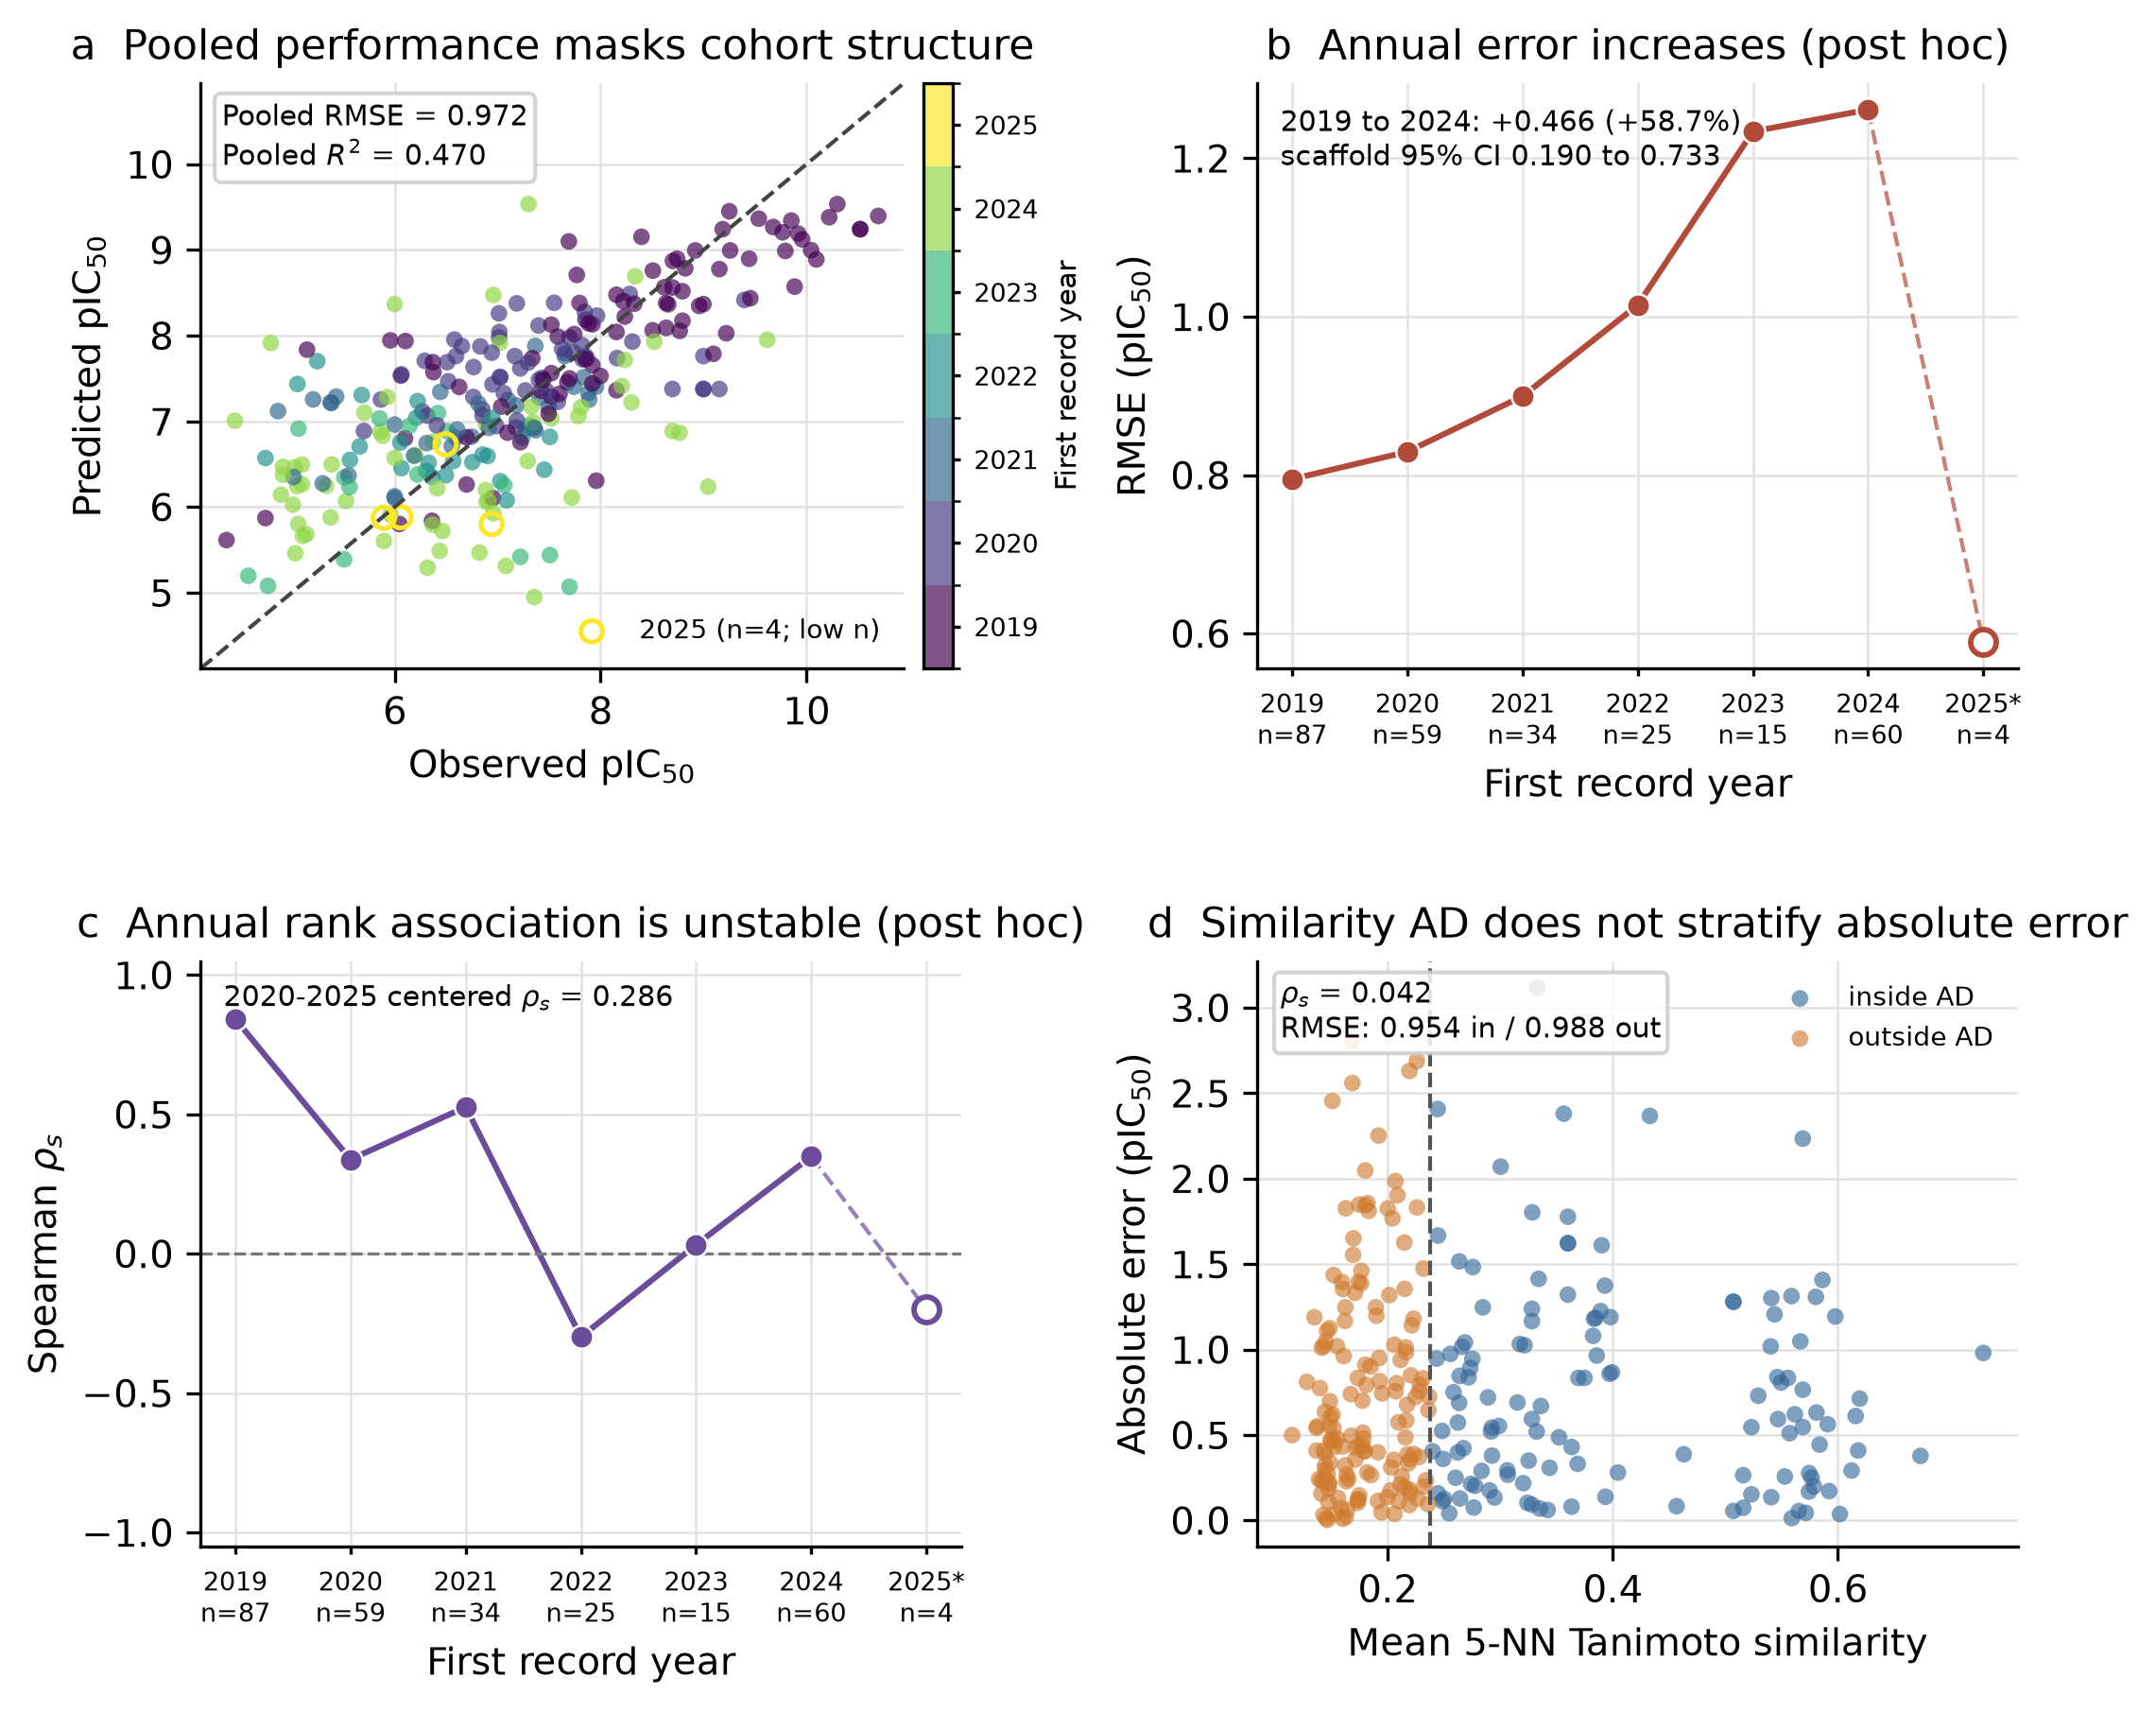 a Pooled performance masks cohort structure
Pooled RMSE = 0.972
Pooled R² = 0.470
10
9
8
7
6
5
Predicted pIC₅₀
6 8 10
Observed pIC₅₀
2025 (n=4; low n)
2025
2024
2023
2022
2021
2020
2019
First record year
b Annual error increases (post hoc)
2019 to 2024: +0.466 (+58.7%)
scaffold 95% CI 0.190 to 0.733
1.2
1.0
0.8
0.6
RMSE (pIC₅₀)
2019 2020 2021 2022 2023 2024 2025*
n=87 n=59 n=34 n=25 n=15 n=60 n=4
First record year
c Annual rank association is unstable (post hoc)
2020-2025 centered ρₛ = 0.286
1.0
0.5
0.0
−0.5
−1.0
Spearman ρₛ
2019 2020 2021 2022 2023 2024 2025*
n=87 n=59 n=34 n=25 n=15 n=60 n=4
First record year
d Similarity AD does not stratify absolute error
ρₛ = 0.042
RMSE: 0.954 in / 0.988 out
inside AD
outside AD
3.0
2.5
2.0
1.5
1.0
0.5
0.0
Absolute error (pIC₅₀)
0.2 0.4 0.6
Mean 5-NN Tanimoto similarity